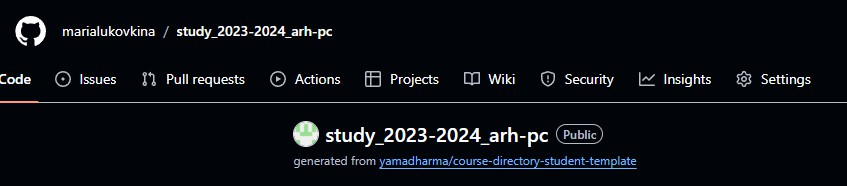 marialukovkina / study_2023-2024_arh-pc
Code Issues Pull requests Actions Projects Wiki Security Insights Settings
study_2023-2024_arh-pc Public
generated from yamadharma/course-directory-student-template